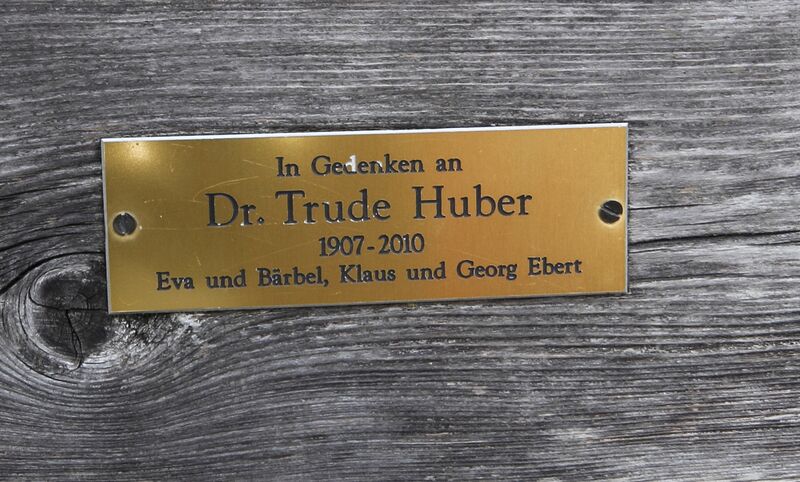 In Gedenken an
Dr. Trude Huber
1907-2010
Eva und Bärbel, Klaus und Georg Ebert